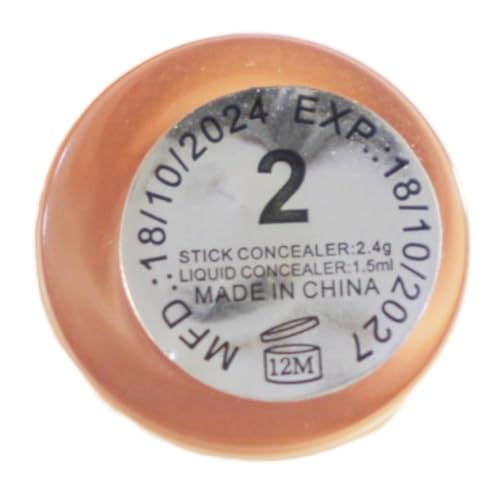 MFD.:18/10/2024 EXP.:18/10/2027
2
STICK CONCEALER:2.4g
LIQUID CONCEALER:1.5ml
MADE IN CHINA
12M